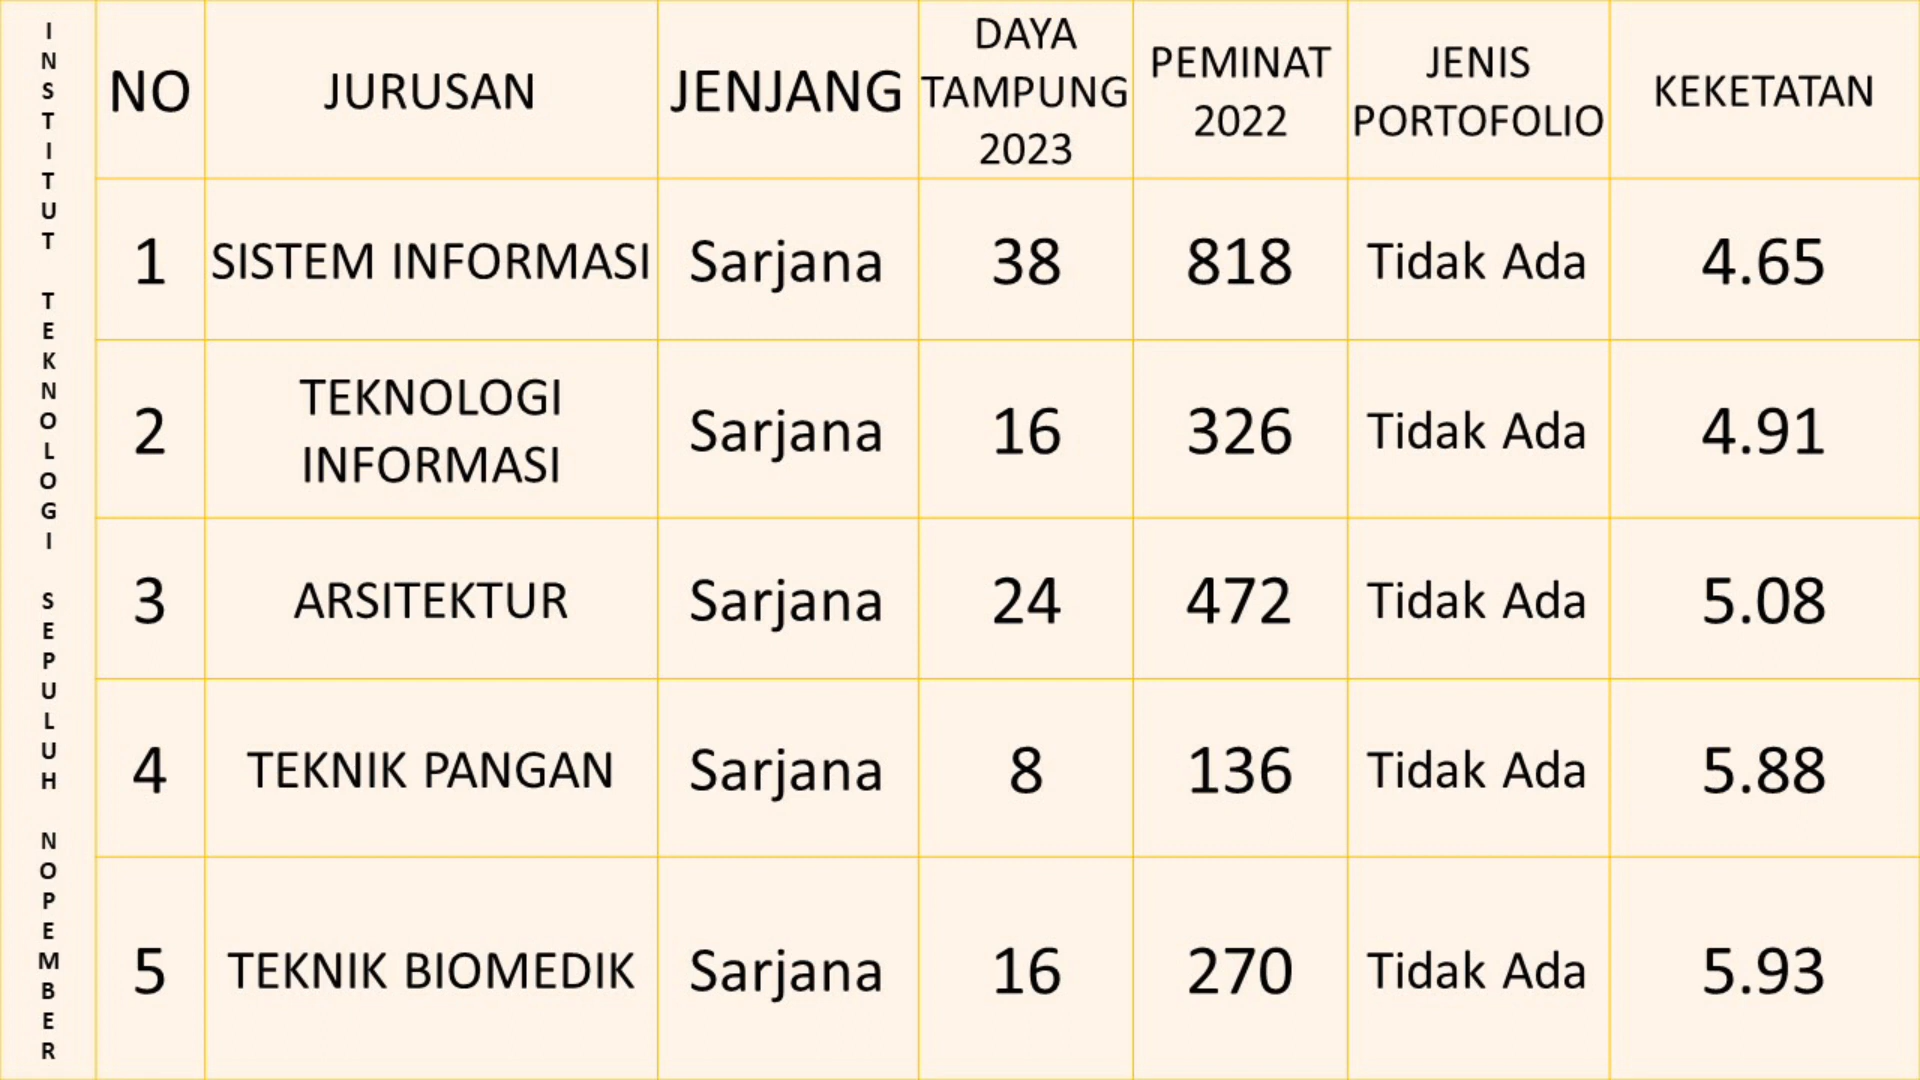 INSTITUT TEKNOLOGI SEPULUH NOPEMBER
NO JURUSAN JENJANG DAYA TAMPUNG 2023 PEMINAT 2022 JENIS PORTOFOLIO KEKETATAN
1 SISTEM INFORMASI Sarjana 38 818 Tidak Ada 4.65
2 TEKNOLOGI INFORMASI Sarjana 16 326 Tidak Ada 4.91
3 ARSITEKTUR Sarjana 24 472 Tidak Ada 5.08
4 TEKNIK PANGAN Sarjana 8 136 Tidak Ada 5.88
5 TEKNIK BIOMEDIK Sarjana 16 270 Tidak Ada 5.93